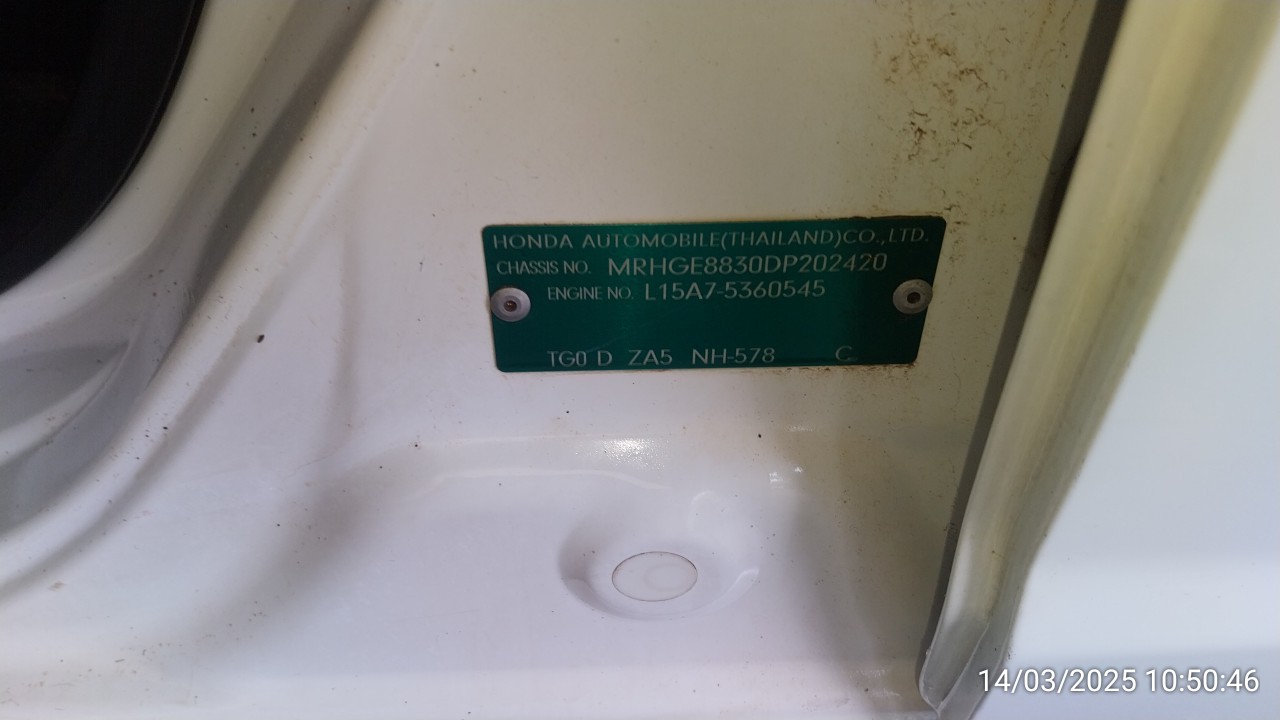 HONDA AUTOMOBILE(THAILAND)CO.,LTD.
CHASSIS NO. MRHGE8830DP202420
ENGINE NO. L15A7-5360545
TG0 D ZA5 NH-578 C
14/03/2025 10:50:46